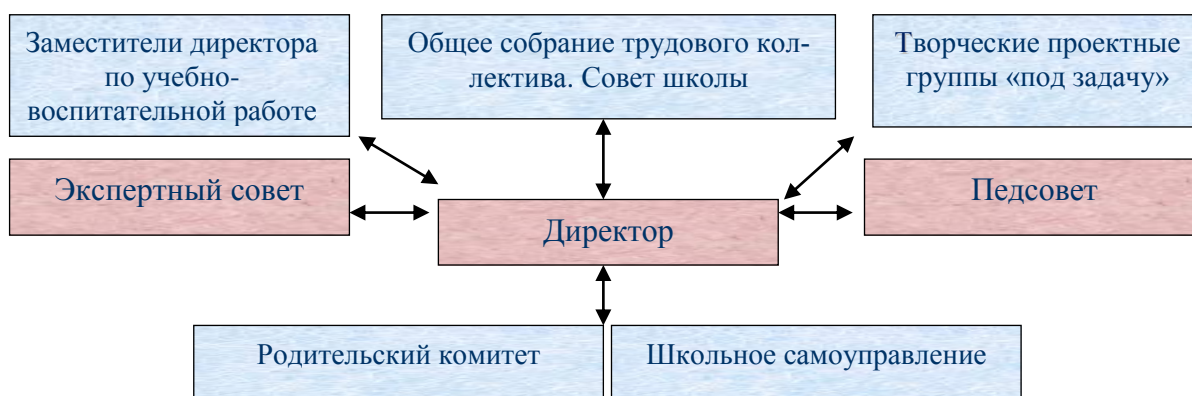 Заместители директора
по учебно-
воспитательной работе
Общее собрание трудового кол-
лектива. Совет школы
Творческие проектные
группы «под задачу»
Экспертный совет
Директор
Педсовет
Родительский комитет
Школьное самоуправление